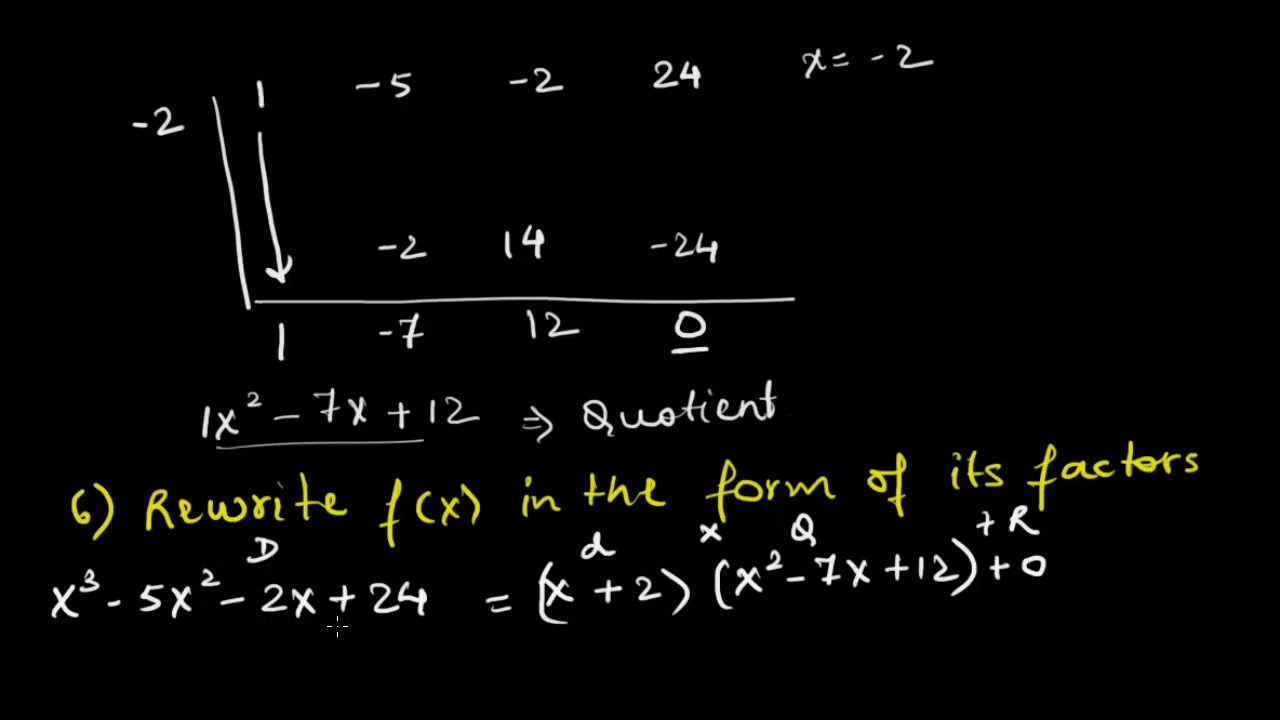 1 -5 -2 24 x = -2
-2
-2 14 -24
1 -7 12 0
1x² - 7x + 12 ⇒ Quotient
6) Rewrite f(x) in the form of its factors
D d x Q + R
x³ - 5x² - 2x + 24 = (x + 2) (x² - 7x + 12) + 0